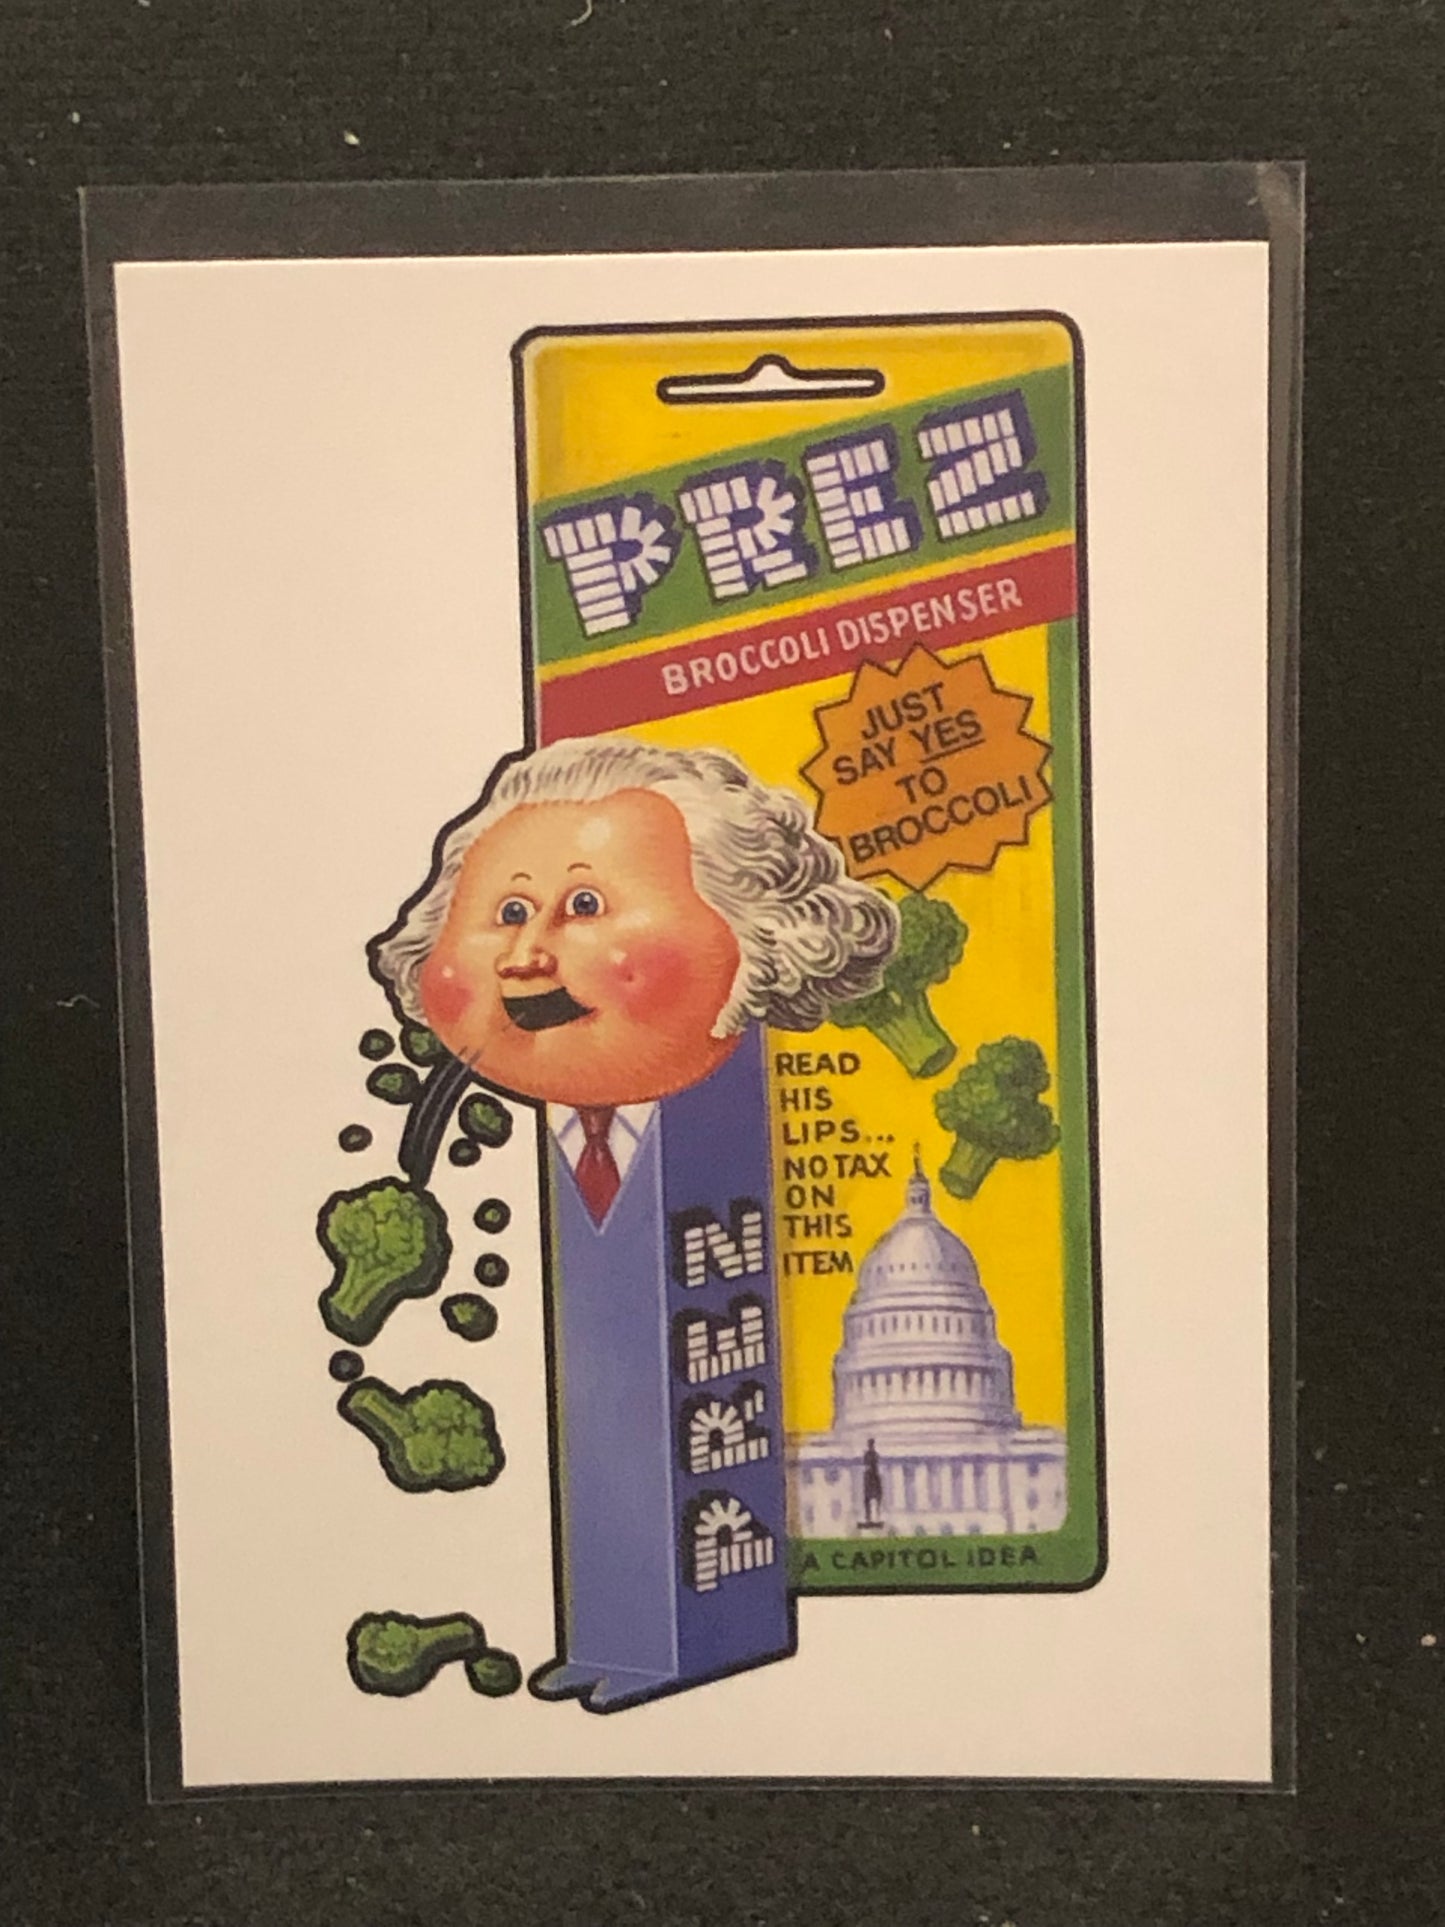 PREZ
BROCCOLI DISPENSER
JUST
SAY YES
TO
BROCCOLI
READ
HIS
LIPS...
NO TAX
ON
THIS
ITEM
PREZ
A CAPITOL IDEA